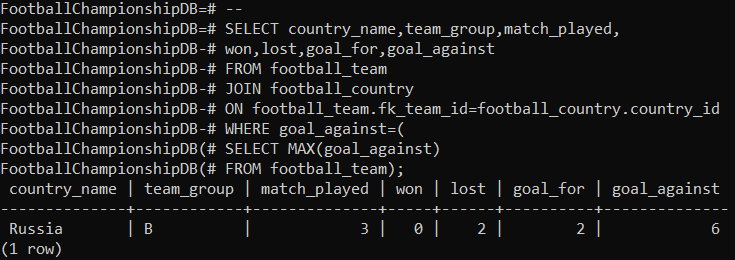 FootballChampionshipDB=# --
FootballChampionshipDB=# SELECT country_name,team_group,match_played,
FootballChampionshipDB-# won,lost,goal_for,goal_against
FootballChampionshipDB-# FROM football_team
FootballChampionshipDB-# JOIN football_country
FootballChampionshipDB-# ON football_team.fk_team_id=football_country.country_id
FootballChampionshipDB-# WHERE goal_against=(
FootballChampionshipDB(# SELECT MAX(goal_against)
FootballChampionshipDB(# FROM football_team);
 country_name | team_group | match_played | won | lost | goal_for | goal_against
--------------+------------+--------------+-----+------+----------+--------------
 Russia       | B          |            3 |   0 |    2 |        2 |            6
(1 row)